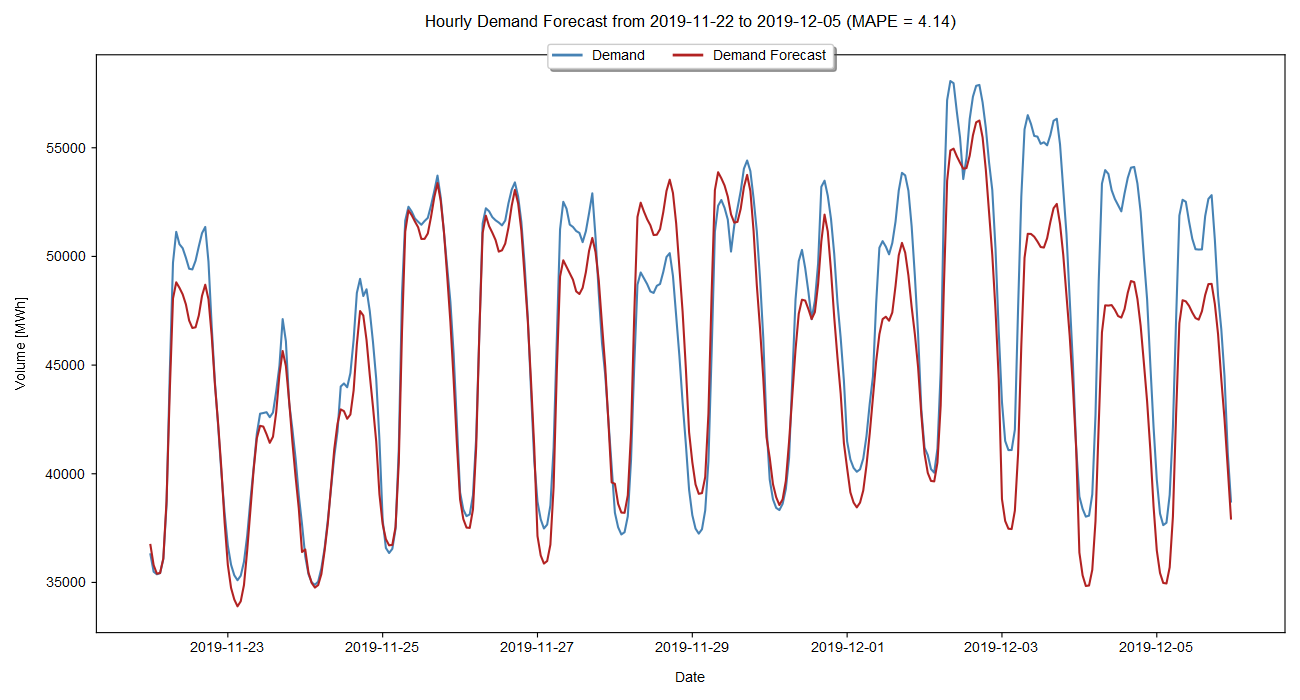 Hourly Demand Forecast from 2019-11-22 to 2019-12-05 (MAPE = 4.14)
Demand Demand Forecast
55000
50000
45000
40000
35000
Volume [MWh]
2019-11-23 2019-11-25 2019-11-27 2019-11-29 2019-12-01 2019-12-03 2019-12-05
Date